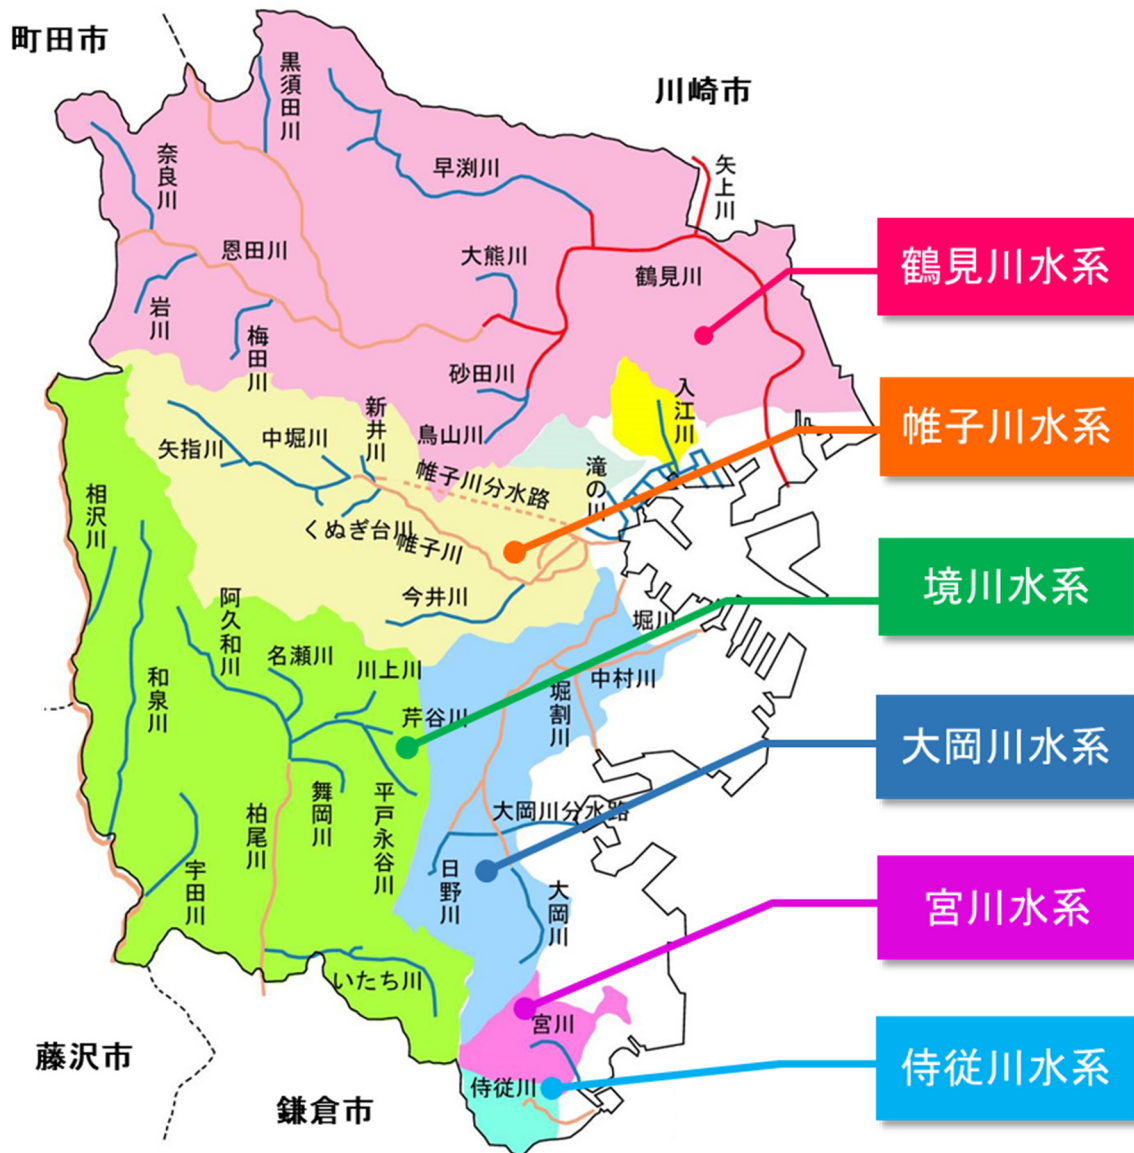 町田市
川崎市
黒須田川
奈良川
早渕川
矢上川
恩田川
大熊川
鶴見川
岩川
梅田川
砂田川
入江川
新井川
鳥山川
中堀川
矢指川
帷子川分水路
滝の川
相沢川
くぬぎ台川
帷子川
今井川
阿久和川
堀川
名瀬川
川上川
和泉川
中村川
堀割川
芹谷川
舞岡川
平戸永谷川
柏尾川
大岡川分水路
宇田川
日野川
大岡川
いたち川
宮川
侍従川
藤沢市
鎌倉市
鶴見川水系
帷子川水系
境川水系
大岡川水系
宮川水系
侍従川水系